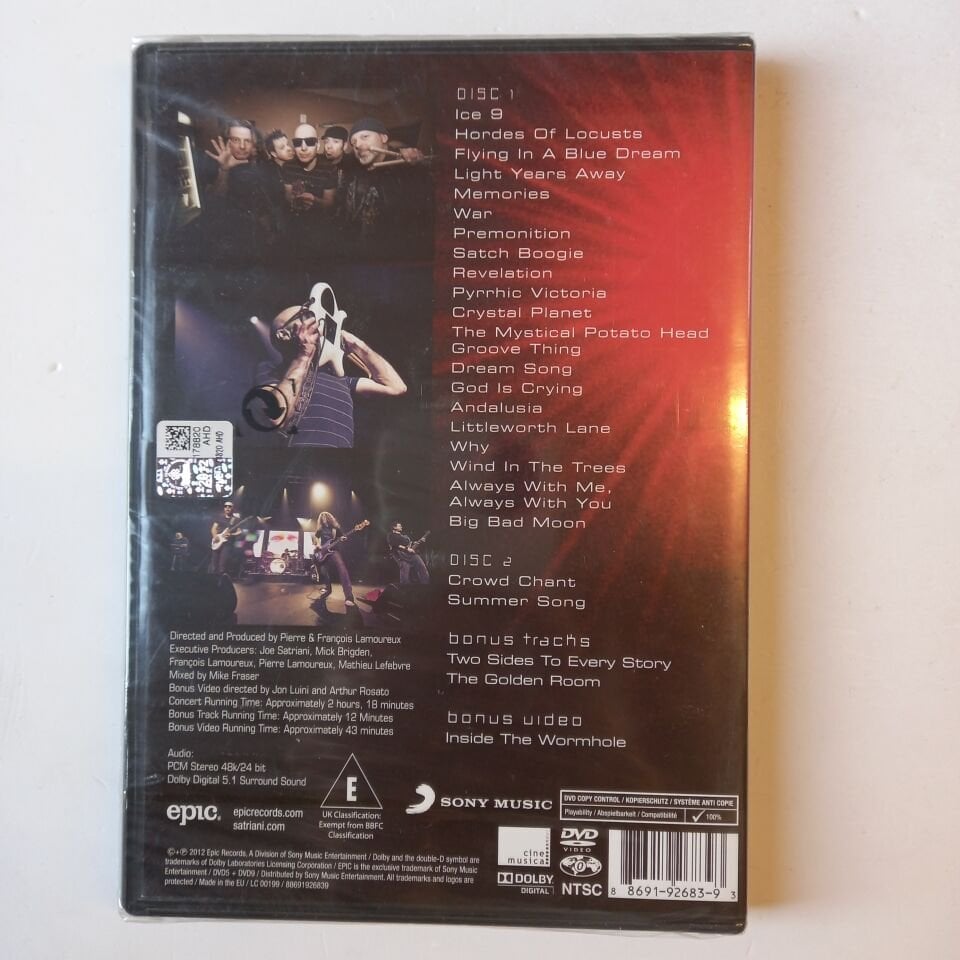 DISC 1
Ice 9
Hordes Of Locusts
Flying In A Blue Dream
Light Years Away
Memories
War
Premonition
Satch Boogie
Revelation
Pyrrhic Victoria
Crystal Planet
The Mystical Potato Head
Groove Thing
Dream Song
God Is Crying
Andalusia
Littleworth Lane
Why
Wind In The Trees
Always With Me,
Always With You
Big Bad Moon
DISC 2
Crowd Chant
Summer Song
bonus tracks
Two Sides To Every Story
The Golden Room
bonus video
Inside The Wormhole
178820
AHD
Directed and Produced by Pierre & François Lamoureux
Executive Producers: Joe Satriani, Mick Brigden,
François Lamoureux, Pierre Lamoureux, Mathieu Lefebvre
Mixed by Mike Fraser
Bonus Video directed by Jon Luini and Arthur Rosato
Concert Running Time: Approximately 2 hours, 18 minutes
Bonus Track Running Time: Approximately 12 Minutes
Bonus Video Running Time: Approximately 43 minutes
Audio:
PCM Stereo 48k/24 bit
Dolby Digital 5.1 Surround Sound
epic.
epicrecords.com
satriani.com
E
UK Classification:
Exempt from BBFC
Classification
SONY MUSIC
DVD COPY CONTROL / KOPIERSCHUTZ / SYSTÈME ANTI COPIE
Playability / Abspielbarkeit / Compatibilité ✓ 100%
©+℗ 2012 Epic Records, A Division of Sony Music Entertainment / Dolby and the double-D symbol are
trademarks of Dolby Laboratories Licensing Corporation / EPIC is the exclusive trademark of Sony Music
Entertainment / DVD5 + DVD9 / Distributed by Sony Music Entertainment. All trademarks and logos are
protected / Made in the EU / LC 00199 / 88691926839
cine
musica
DOLBY
DIGITAL
DVD
VIDEO
0
NTSC
8 8691-92683-9 3